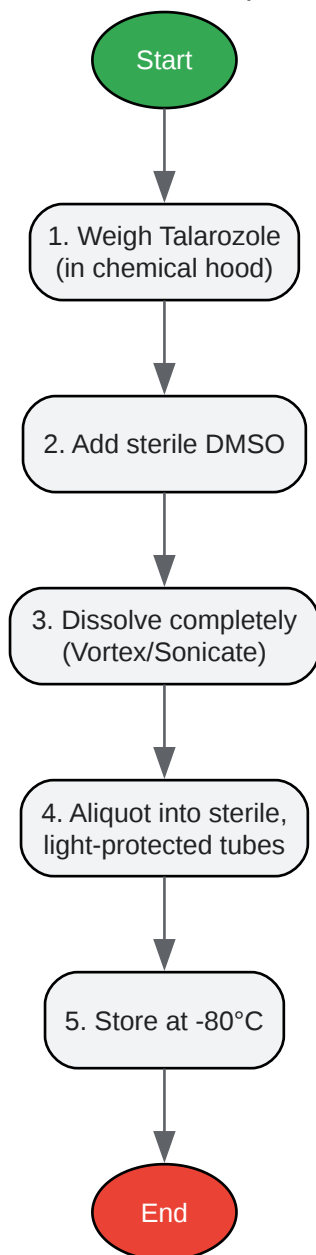 Start
1. Weigh Talarozole
(in chemical hood)
2. Add sterile DMSO
3. Dissolve completely
(Vortex/Sonicate)
4. Aliquot into sterile,
light-protected tubes
5. Store at -80°C
End